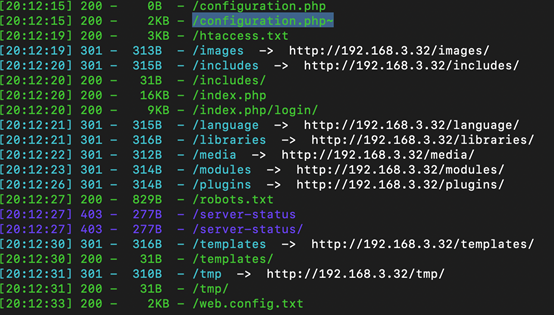 [20:12:15] 200 -    0B  - /configuration.php
[20:12:15] 200 -    2KB - /configuration.php~
[20:12:19] 200 -    3KB - /htaccess.txt
[20:12:19] 301 -  313B  - /images  ->  http://192.168.3.32/images/
[20:12:20] 301 -  315B  - /includes  ->  http://192.168.3.32/includes/
[20:12:20] 200 -   31B  - /includes/
[20:12:20] 200 -   16KB - /index.php
[20:12:20] 200 -    9KB - /index.php/login/
[20:12:21] 301 -  315B  - /language  ->  http://192.168.3.32/language/
[20:12:21] 301 -  316B  - /libraries  ->  http://192.168.3.32/libraries/
[20:12:22] 301 -  312B  - /media  ->  http://192.168.3.32/media/
[20:12:23] 301 -  314B  - /modules  ->  http://192.168.3.32/modules/
[20:12:26] 301 -  314B  - /plugins  ->  http://192.168.3.32/plugins/
[20:12:27] 200 -  829B  - /robots.txt
[20:12:27] 403 -  277B  - /server-status
[20:12:27] 403 -  277B  - /server-status/
[20:12:30] 301 -  316B  - /templates  ->  http://192.168.3.32/templates/
[20:12:30] 200 -   31B  - /templates/
[20:12:31] 301 -  310B  - /tmp  ->  http://192.168.3.32/tmp/
[20:12:31] 200 -   31B  - /tmp/
[20:12:33] 200 -    2KB - /web.config.txt